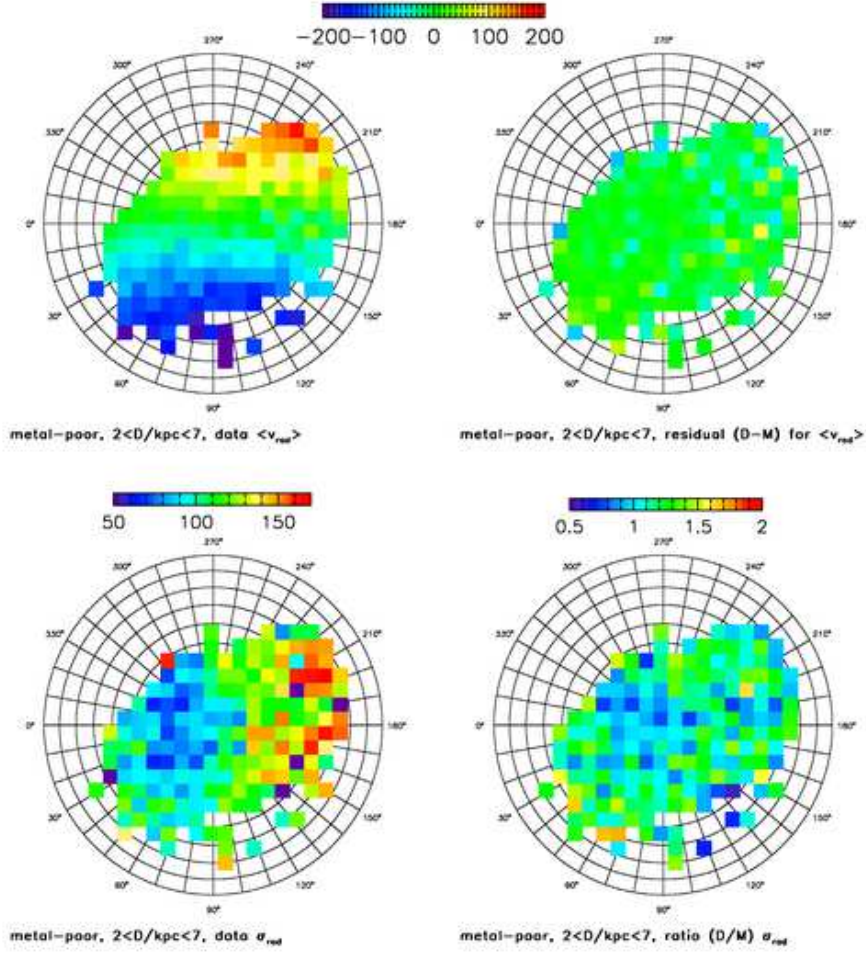 -200 -100 0 100 200
270° 270°
300° 240° 300° 240°
330° 210° 330° 210°
0° 180° 0° 180°
30° 150° 30° 150°
60° 120° 60° 120°
90° 90°
metal-poor, 2<D/kpc<7, data <v_rad> metal-poor, 2<D/kpc<7, residual (D-M) for <v_rad>
50 100 150 0.5 1 1.5 2
270° 270°
300° 240° 300° 240°
330° 210° 330° 210°
0° 180° 0° 180°
30° 150° 30° 150°
60° 120° 60° 120°
90° 90°
metal-poor, 2<D/kpc<7, data σ_rad metal-poor, 2<D/kpc<7, ratio (D/M) σ_rad